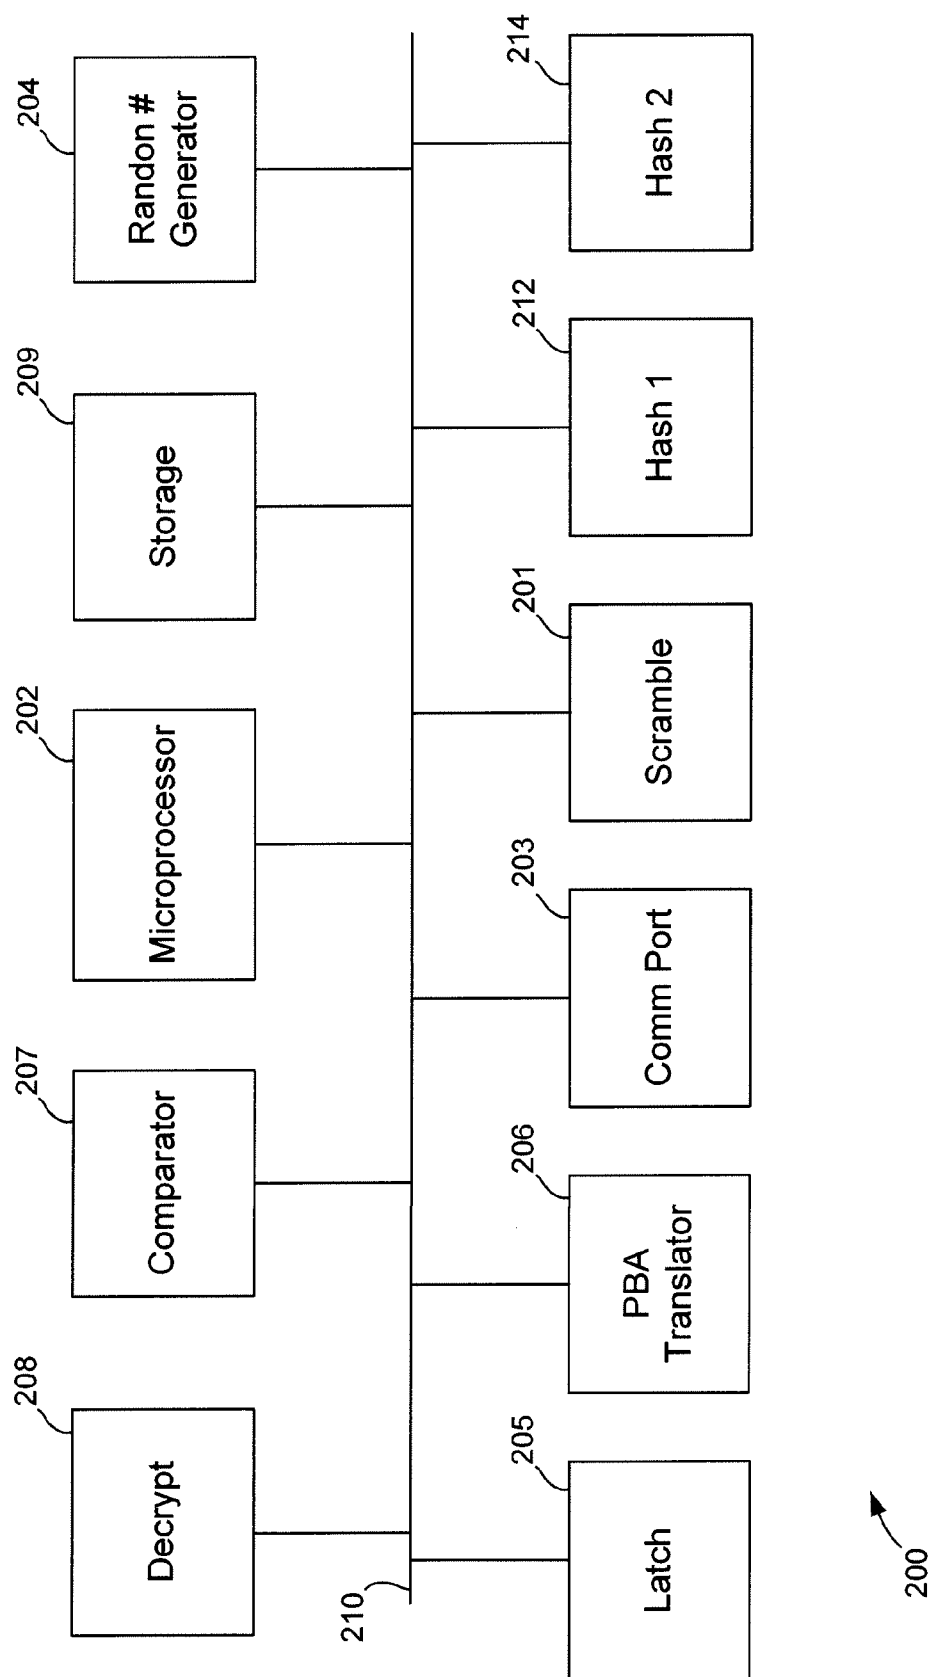 208
Decrypt
207
Comparator
202
Microprocessor
209
Storage
204
Randon #
Generator
210
205
Latch
206
PBA
Translator
203
Comm Port
201
Scramble
212
Hash 1
214
Hash 2
200